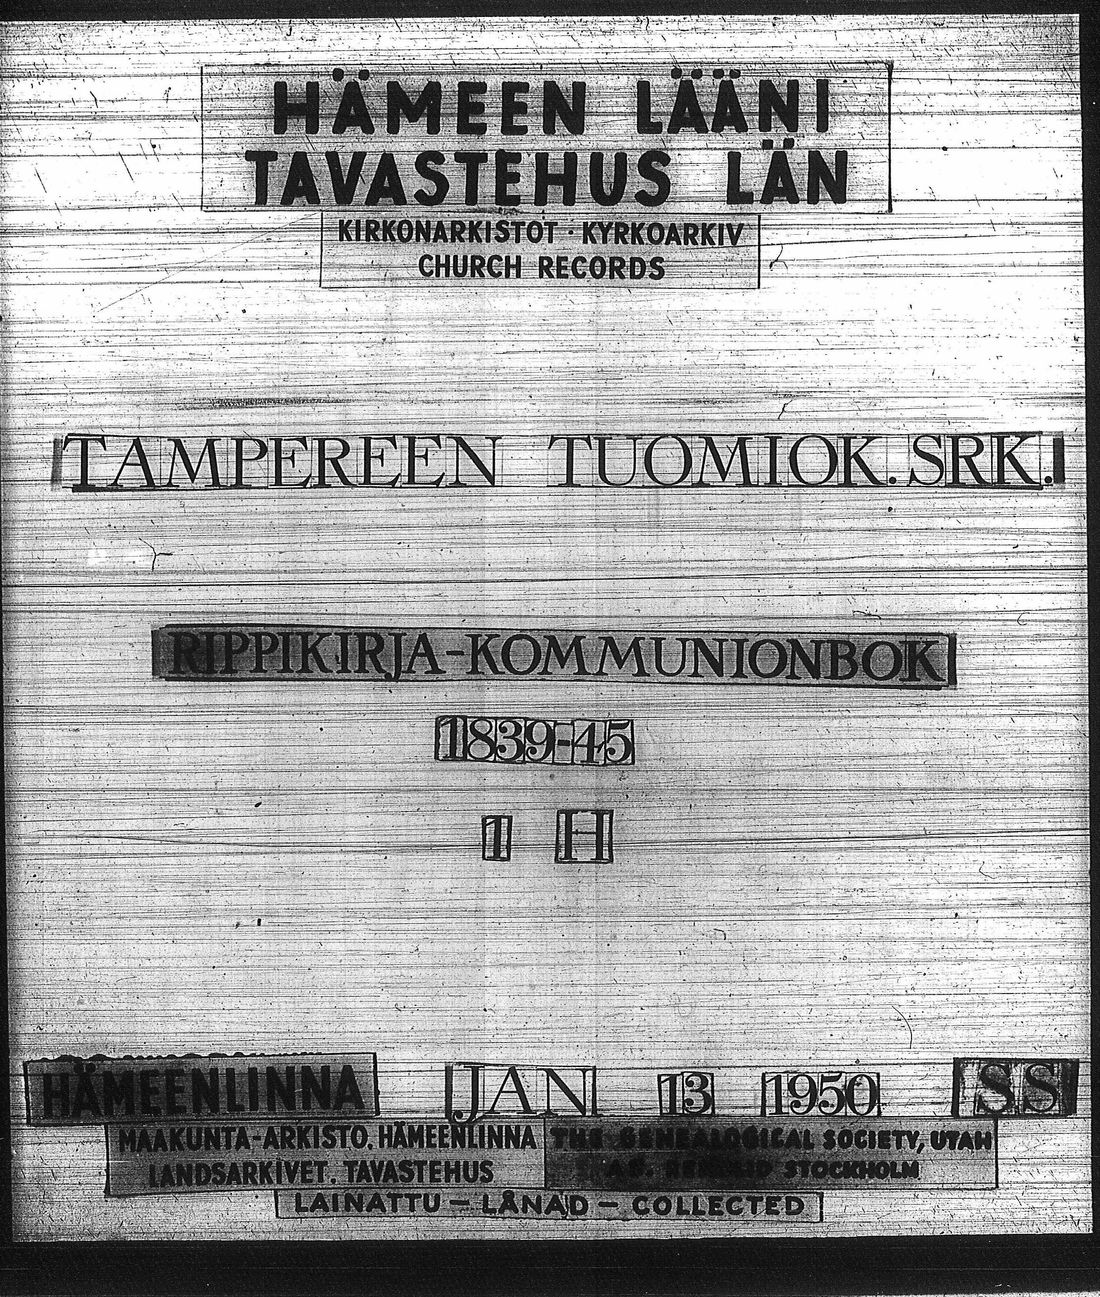 HÄMEEN LÄÄNI
TAVASTEHUS LÄN
KIRKONARKISTOT · KYRKOARKIV
CHURCH RECORDS
TAMPEREEN TUOMIOK. SRK.
RIPPIKIRJA-KOMMUNIONBOK
1839-45
1 H
HÄMEENLINNA JAN 13 1950 SS
MAAKUNTA-ARKISTO, HÄMEENLINNA THE GENEALOGICAL SOCIETY, UTAH
LANDSARKIVET, TAVASTEHUS STOCKHOLM
LAINATTU – LÅNAD – COLLECTED